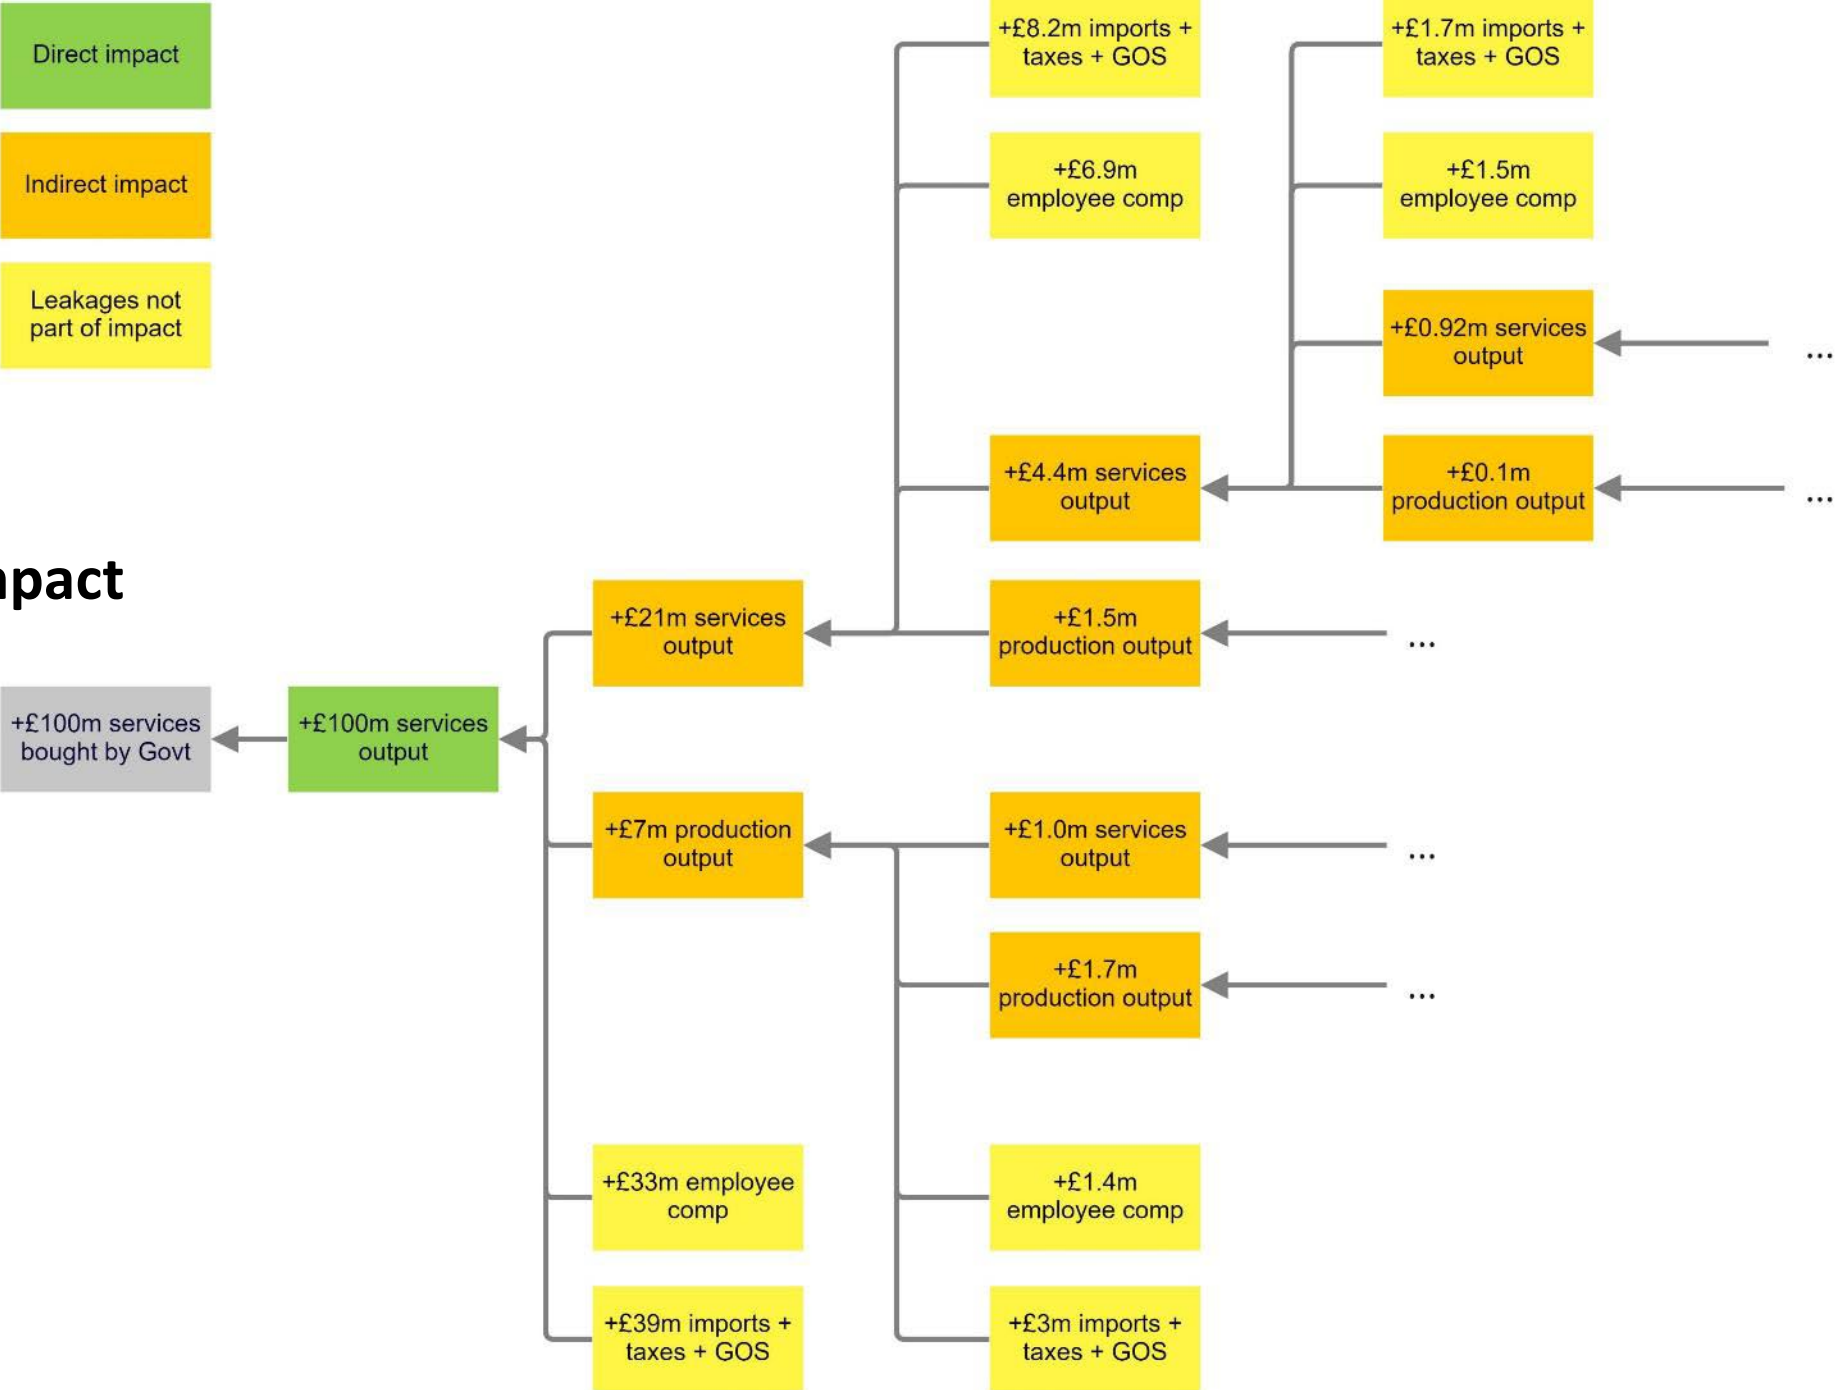 Direct impact
Indirect impact
Leakages not
part of impact
+£8.2m imports +
taxes + GOS
+£1.7m imports +
taxes + GOS
+£6.9m
employee comp
+£1.5m
employee comp
+£0.92m services
output
...
+£4.4m services
output
+£0.1m
production output
...
+£21m services
output
+£1.5m
production output
...
+£100m services
bought by Govt
+£100m services
output
+£7m production
output
+£1.0m services
output
...
+£1.7m
production output
...
+£33m employee
comp
+£1.4m
employee comp
+£39m imports +
taxes + GOS
+£3m imports +
taxes + GOS